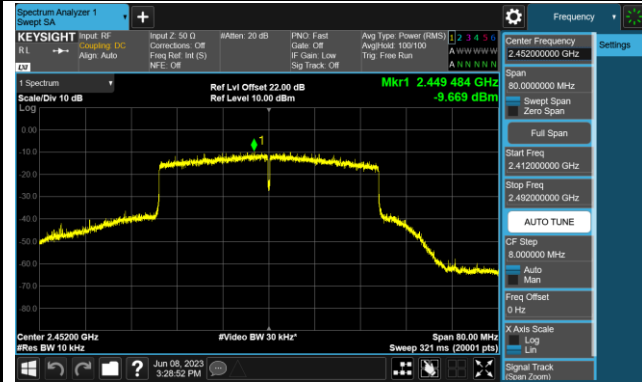 Spectrum Analyzer 1
Swept SA
Frequency
KEYSIGHT
RL
LXI
Input: RF
Coupling: DC
Align: Auto
Input Z: 50 Ω
Corrections: Off
Freq Ref: Int (S)
NFE: Off
#Atten: 20 dB
PNO: Fast
Gate: Off
IF Gain: Low
Sig Track: Off
Avg Type: Power (RMS)
Avg|Hold: 100/100
Trig: Free Run
1 2 3 4 5 6
A W W W W W
A N N N N N
1 Spectrum
Scale/Div 10 dB
Log
Ref Lvl Offset 22.00 dB
Ref Level 10.00 dBm
Mkr1 2.449 484 GHz
-9.669 dBm
1
0.00
-10.0
-20.0
-30.0
-40.0
-50.0
-60.0
-70.0
-80.0
Center 2.45200 GHz
#Res BW 10 kHz
#Video BW 30 kHz*
Span 80.00 MHz
Sweep 321 ms (20001 pts)
Jun 08, 2023
3:28:52 PM
Center Frequency
2.452000000 GHz
Span
80.0000000 MHz
Swept Span
Zero Span
Full Span
Start Freq
2.412000000 GHz
Stop Freq
2.492000000 GHz
AUTO TUNE
CF Step
8.000000 MHz
Auto
Man
Freq Offset
0 Hz
X Axis Scale
Log
Lin
Signal Track
(Span Zoom)
Settings